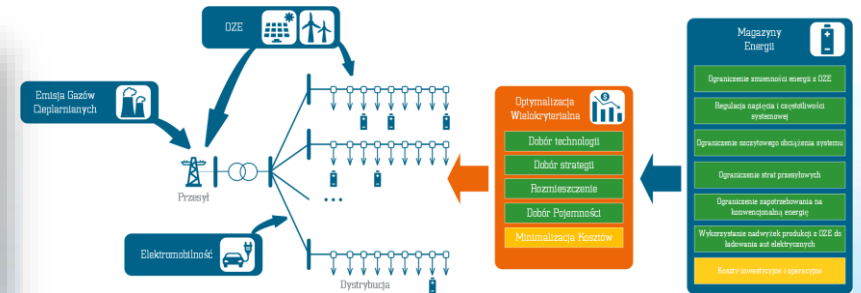 OZE
Emisja Gazów
Cieplarnianych
Przesył
Elektromobilność
Dystrybucja
Optymalizacja
Wielokryterialna
Dobór technologii
Dobór strategii
Rozmieszczenie
Dobór Pojemności
Minimalizacja Kosztów
Magazyny
Energii
Ograniczenie zmienności energii z OZE
Regulacja napięcia i częstotliwości
systemowej
Ograniczenie szczytowego obciążenia systemu
Ograniczenie strat przesyłowych
Ograniczenie zapotrzebowania na
konwencjonalną energię
Wykorzystanie nadwyżek produkcji z OZE do
ładowania aut elektrycznych
Koszty inwestycyjne i operacyjne